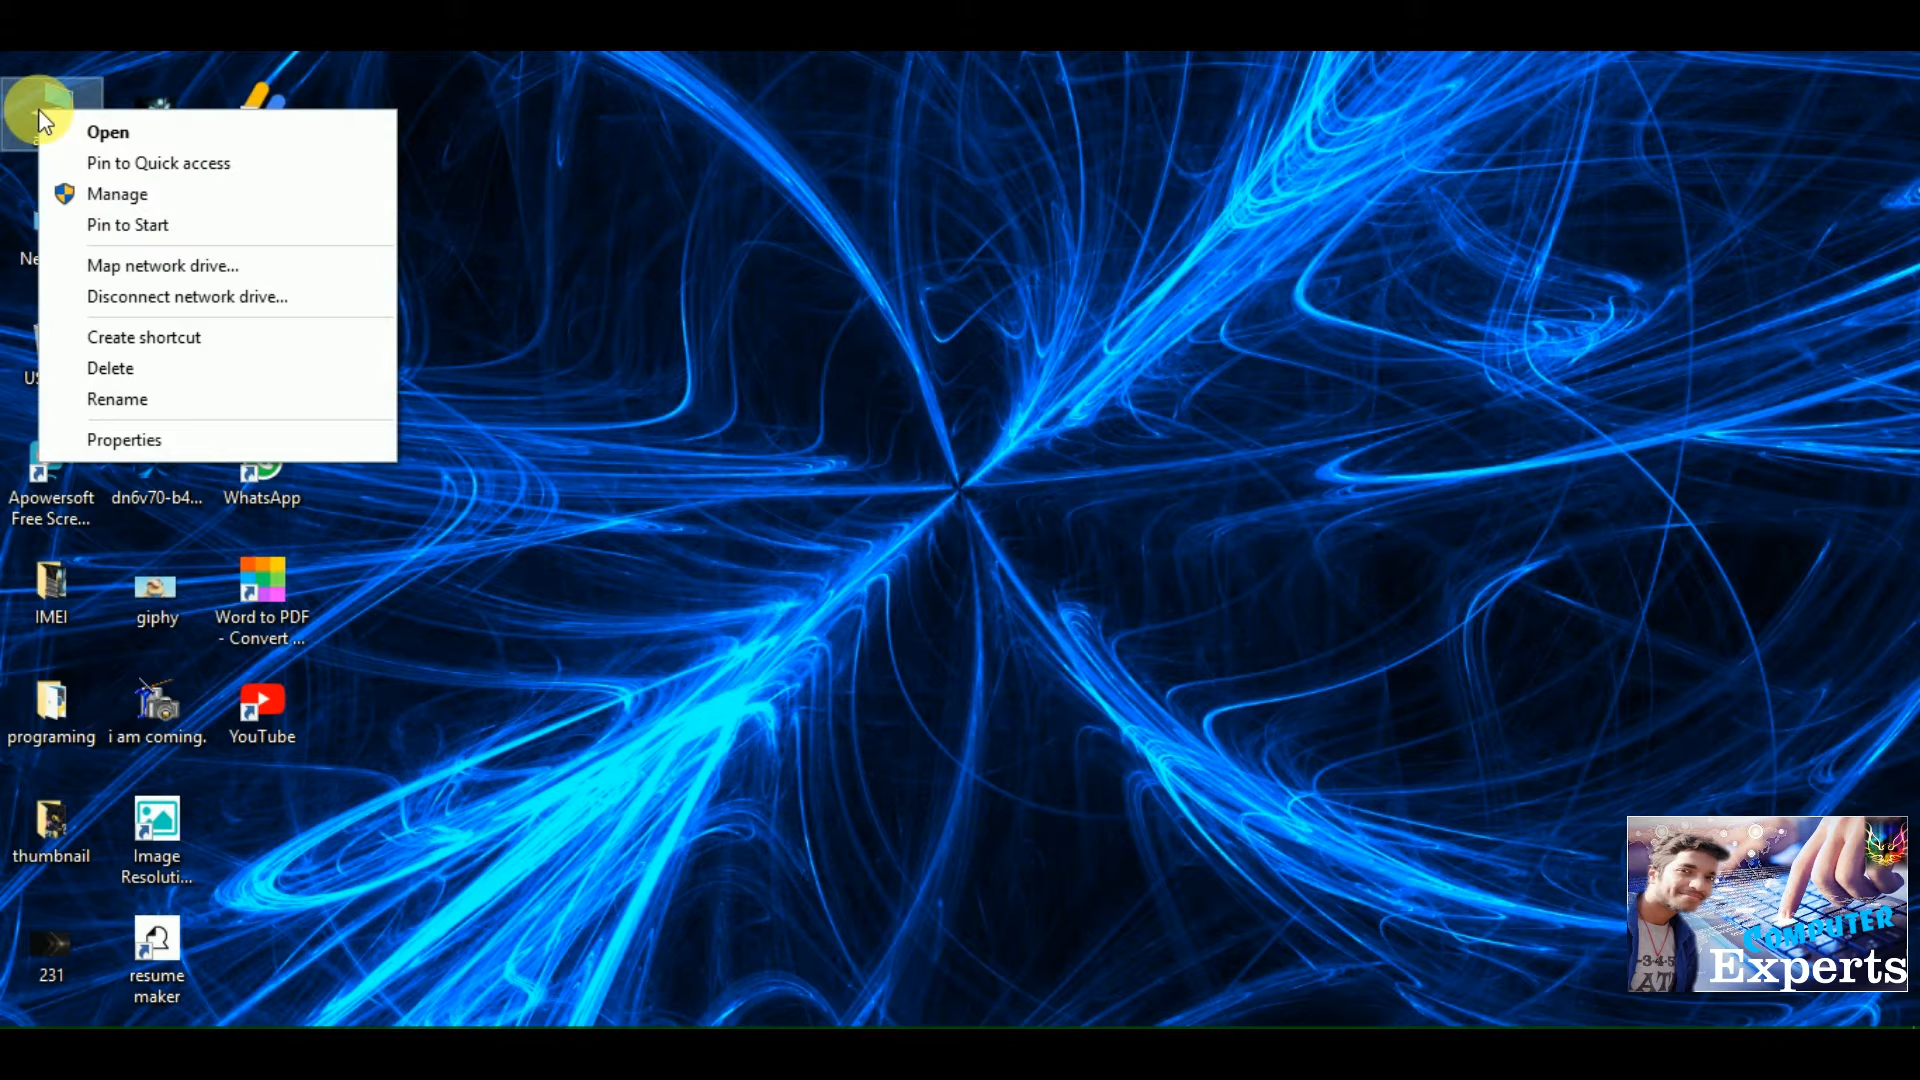 Open
Pin to Quick access
Manage
Pin to Start
Map network drive...
Disconnect network drive...
Create shortcut
Delete
Rename
Properties
Apowersoft
Free Scre...
dn6v70-b4...
WhatsApp
IMEI
giphy
Word to PDF
- Convert ...
programing
i am coming.
YouTube
thumbnail
Image
Resoluti...
231
resume
maker
COMPUTER
Experts